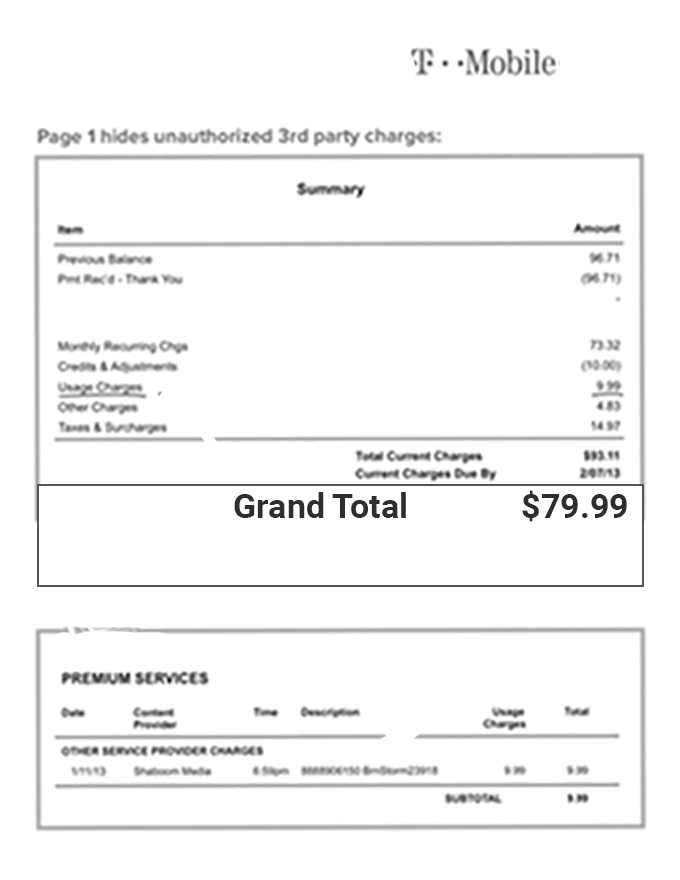 T··Mobile
Page 1 hides unauthorized 3rd party charges:
Summary
Item Amount
Previous Balance 96.71
Pmt Rec'd - Thank You (96.71)
-
Monthly Recurring Chgs 73.32
Credits & Adjustments (10.00)
Usage Charges 9.99
Other Charges 4.83
Taxes & Surcharges 14.97
Total Current Charges $93.11
Current Charges Due By 2/07/13
Grand Total $79.99
PREMIUM SERVICES
Date Content Provider Time Description Usage Charges Total
OTHER SERVICE PROVIDER CHARGES
1/11/13 Shaboom Media 6:59pm 8888906150 BrnStorm23918 9.99 9.99
SUBTOTAL 9.99